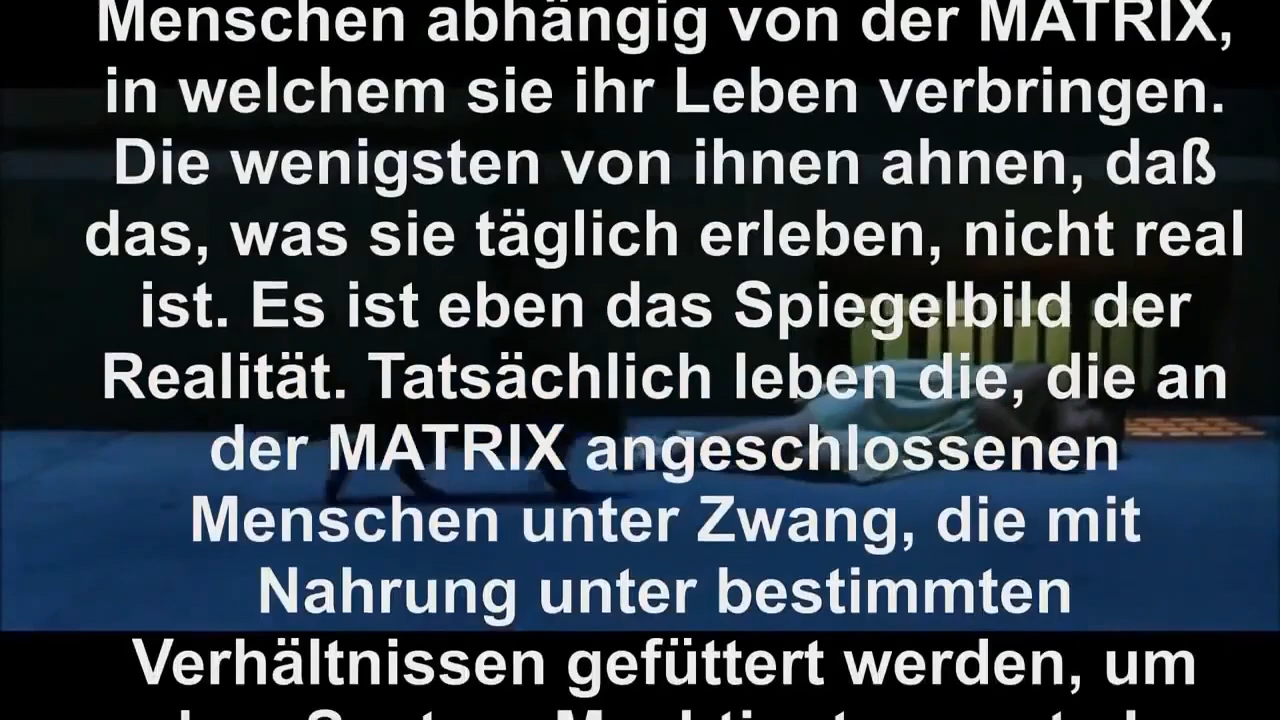 Menschen abhängig von der MATRIX,
in welchem sie ihr Leben verbringen.
Die wenigsten von ihnen ahnen, daß
das, was sie täglich erleben, nicht real
ist. Es ist eben das Spiegelbild der
Realität. Tatsächlich leben die, die an
der MATRIX angeschlossenen
Menschen unter Zwang, die mit
Nahrung unter bestimmten
Verhältnissen gefüttert werden, um